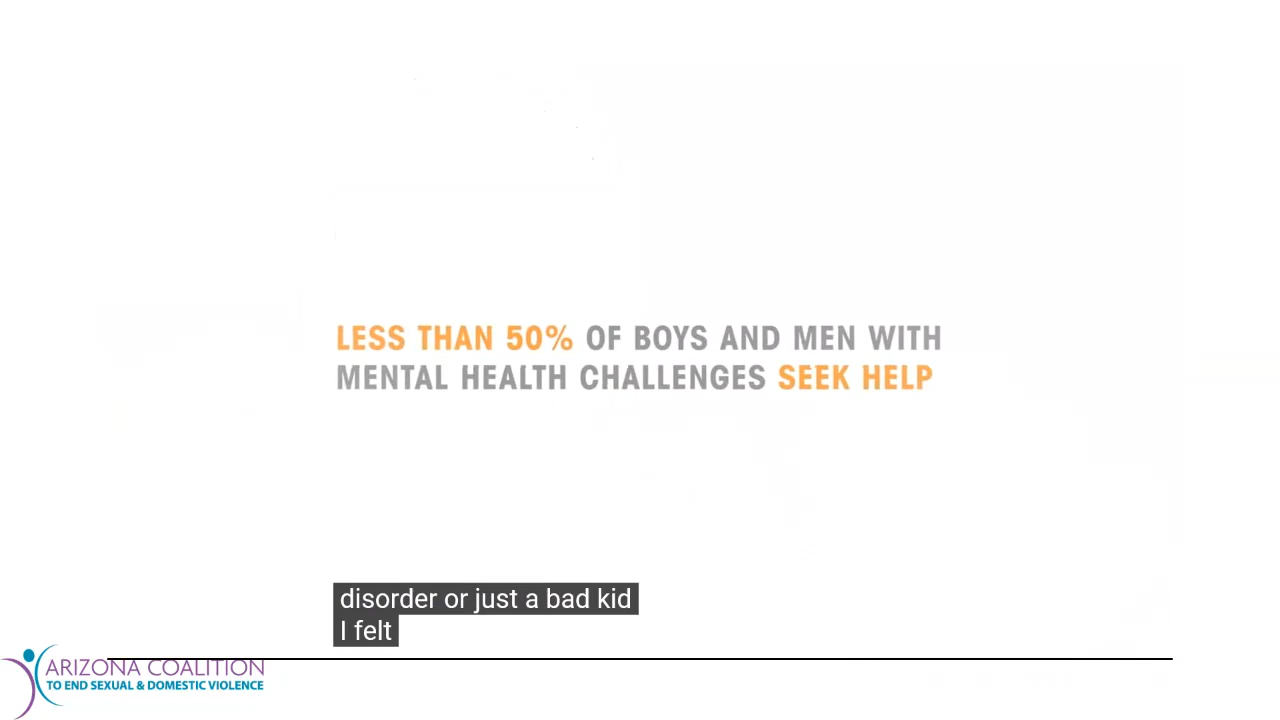 LESS THAN 50% OF BOYS AND MEN WITH
MENTAL HEALTH CHALLENGES SEEK HELP
disorder or just a bad kid
I felt
ARIZONA COALITION
TO END SEXUAL & DOMESTIC VIOLENCE